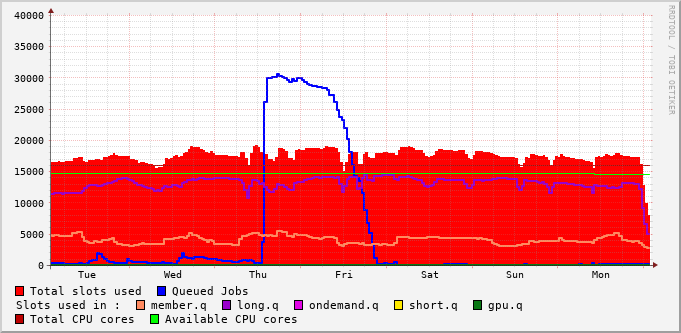 40000
35000
30000
25000
20000
15000
10000
5000
0
Tue Wed Thu Fri Sat Sun Mon
RRDTOOL / TOBI OETIKER
Total slots used Queued Jobs
Slots used in : member.q long.q ondemand.q short.q gpu.q
Total CPU cores Available CPU cores